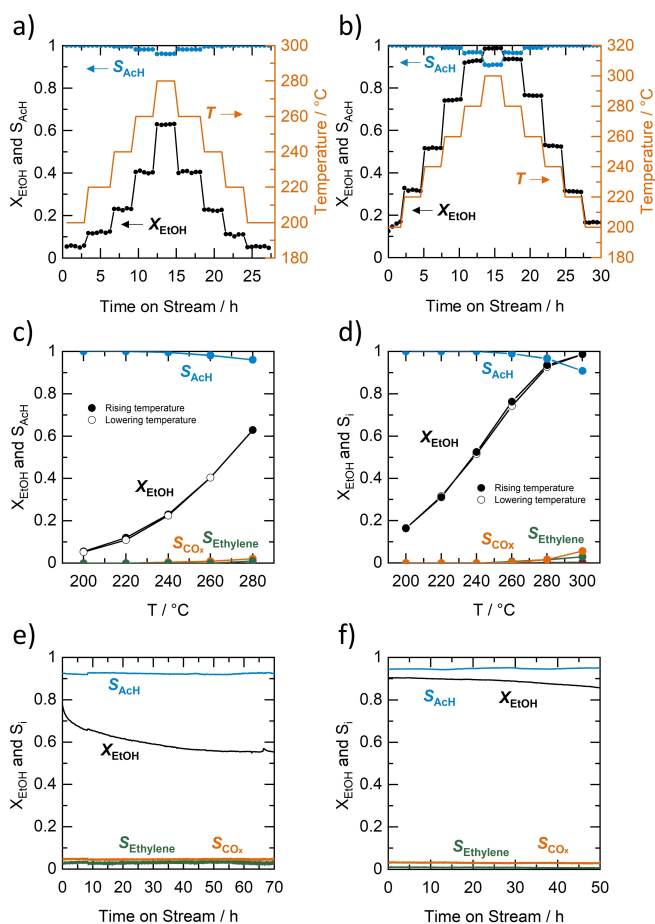 a)
X_EtOH and S_AcH
1
0.8
0.6
0.4
0.2
0
0 5 10 15 20 25
Time on Stream / h
300
280
260
240
220
200
180
Temperature / °C
← S_AcH
T →
← X_EtOH
b)
X_EtOH and S_AcH
1
0.8
0.6
0.4
0.2
0
0 5 10 15 20 25 30
Time on Stream / h
320
300
280
260
240
220
200
180
Temperature / °C
← S_AcH
T →
← X_EtOH
c)
X_EtOH and S_AcH
1
0.8
0.6
0.4
0.2
0
S_AcH
Rising temperature
Lowering temperature
X_EtOH
S_COx
S_Ethylene
200 220 240 260 280
T / °C
d)
X_EtOH and S_i
1
0.8
0.6
0.4
0.2
0
S_AcH
X_EtOH
Rising temperature
Lowering temperature
S_Ethylene
S_COx
200 220 240 260 280 300
T / °C
e)
X_EtOH and S_i
1
0.8
0.6
0.4
0.2
0
S_AcH
X_EtOH
S_Ethylene
S_COx
0 10 20 30 40 50 60 70
Time on Stream / h
f)
X_EtOH and S_i
1
0.8
0.6
0.4
0.2
0
S_AcH
X_EtOH
S_Ethylene
S_COx
0 10 20 30 40 50
Time on Stream / h